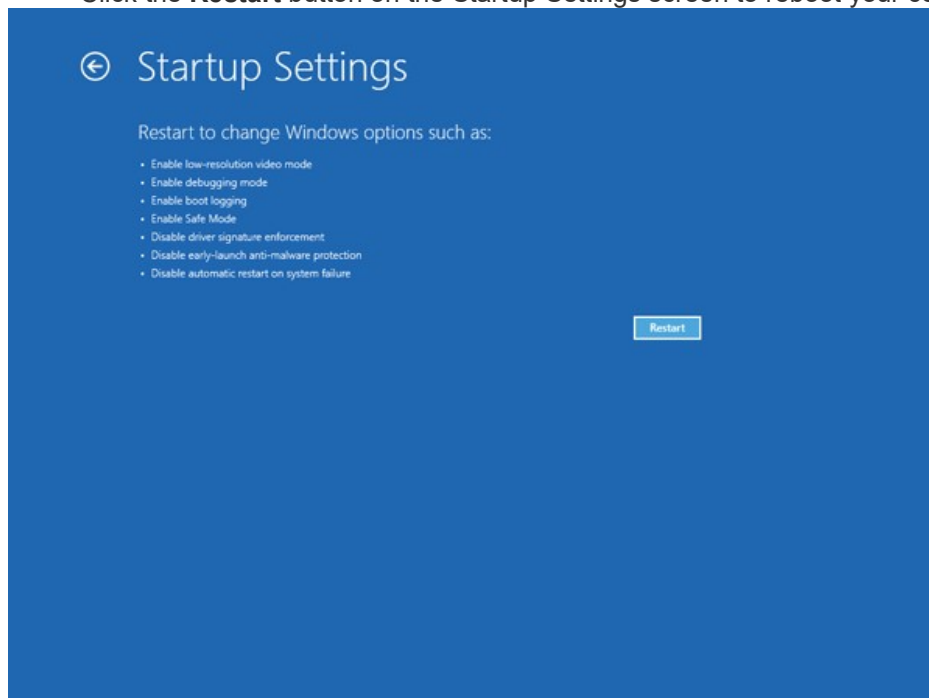 Click the Restart button on the Startup Settings screen to reboot your
Startup Settings
Restart to change Windows options such as:
• Enable low-resolution video mode
• Enable debugging mode
• Enable boot logging
• Enable Safe Mode
• Disable driver signature enforcement
• Disable early-launch anti-malware protection
• Disable automatic restart on system failure
Restart